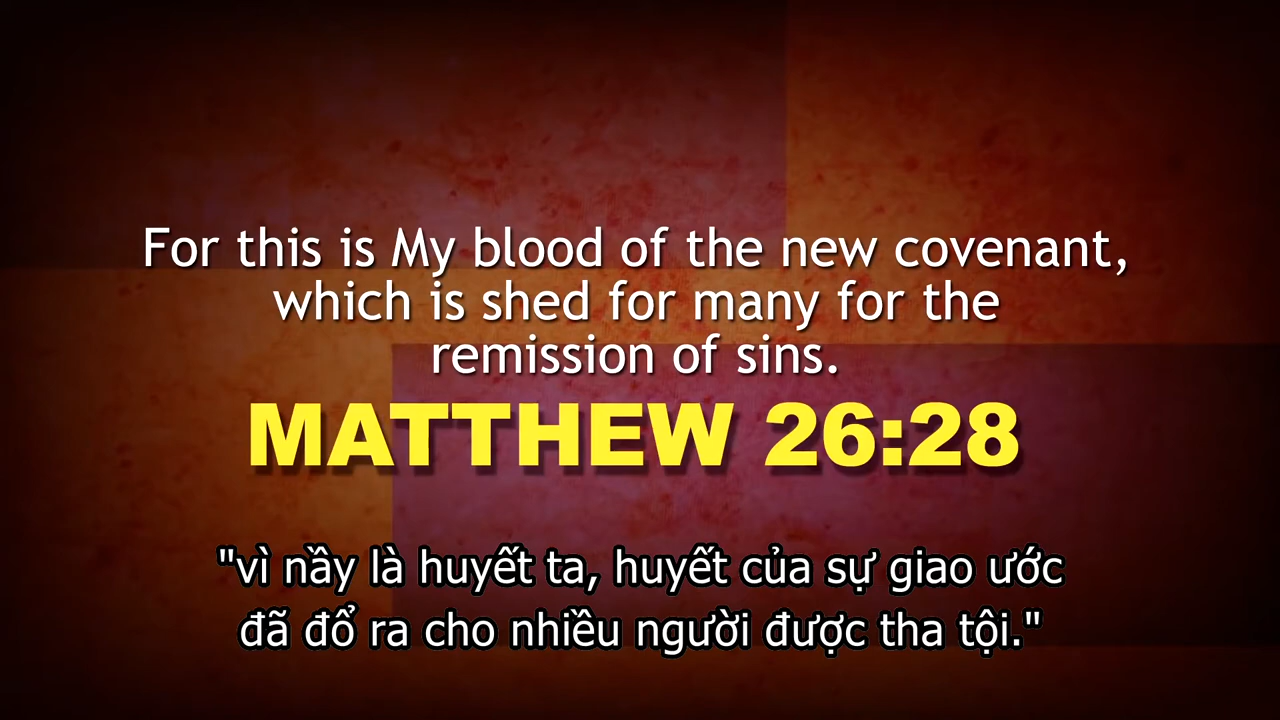 For this is My blood of the new covenant,
which is shed for many for the
remission of sins.
MATTHEW 26:28
"vì nầy là huyết ta, huyết của sự giao ước
đã đổ ra cho nhiều người được tha tội."